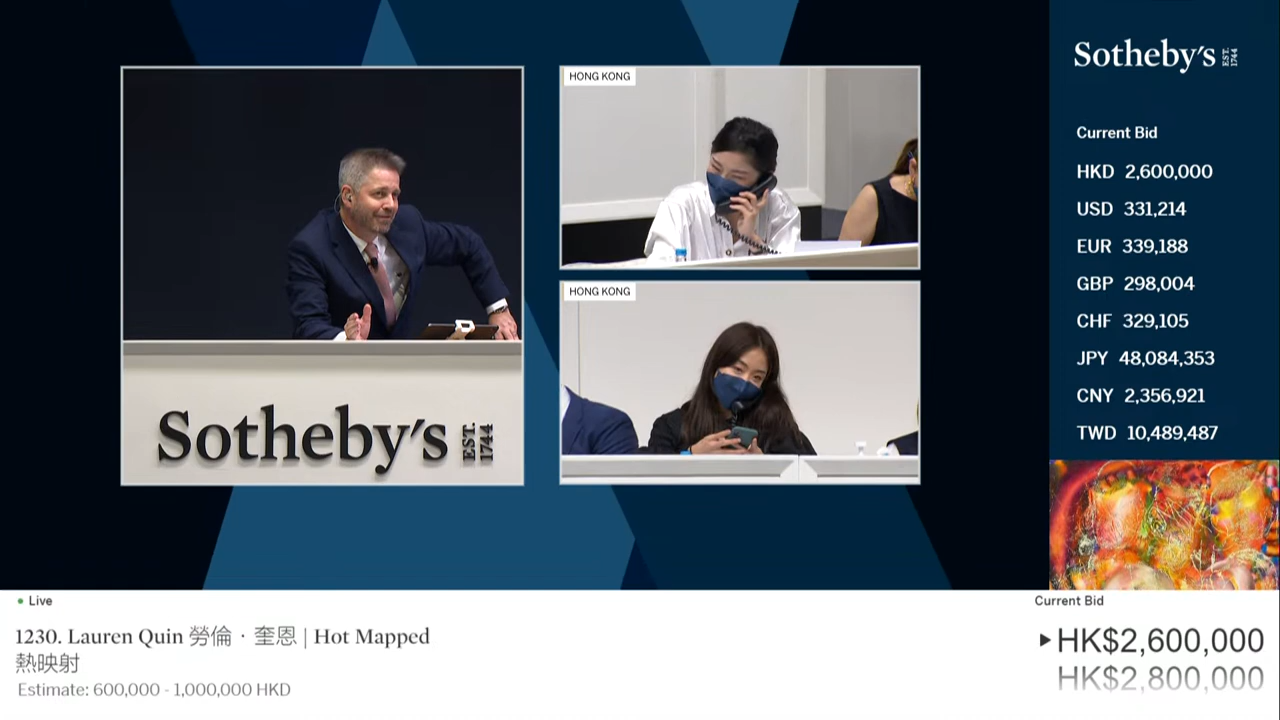 Sotheby's EST. 1744
HONG KONG
HONG KONG
Sotheby's EST. 1744
Current Bid
HKD 2,600,000
USD 331,214
EUR 339,188
GBP 298,004
CHF 329,105
JPY 48,084,353
CNY 2,356,921
TWD 10,489,487
Live
1230. Lauren Quin 勞倫·奎恩 | Hot Mapped
熱映射
Estimate: 600,000 - 1,000,000 HKD
Current Bid
HK$2,600,000
HK$2,800,000